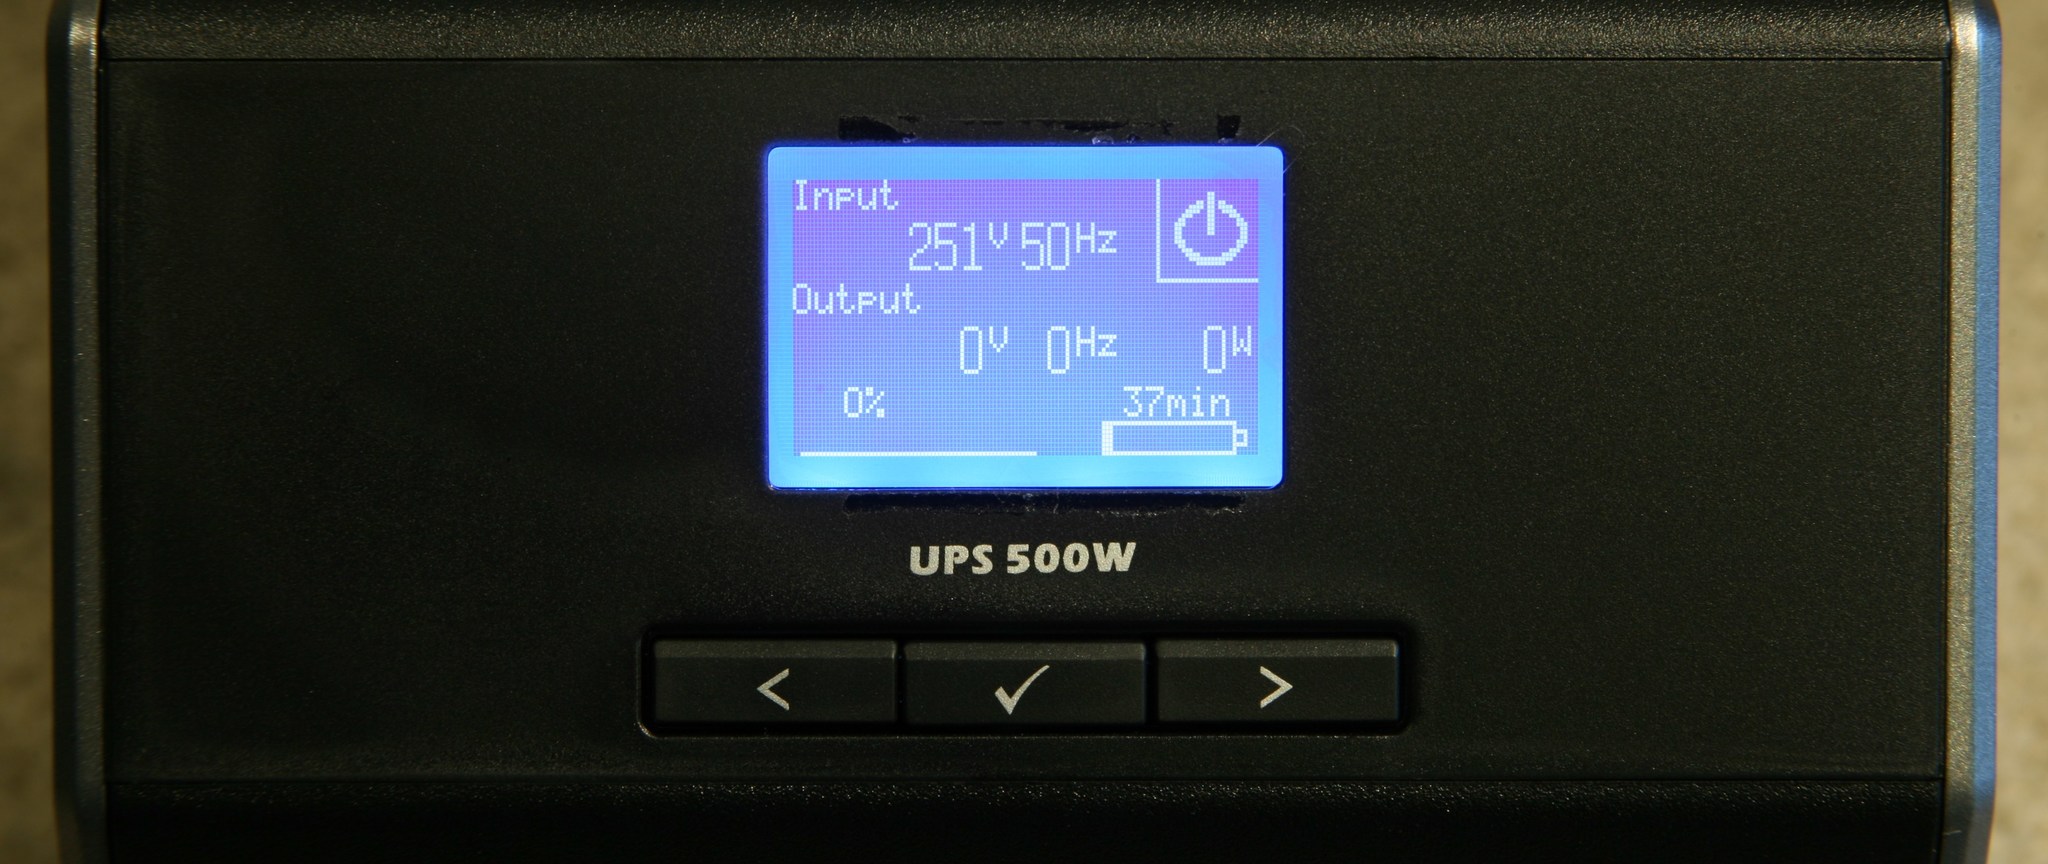 Input
251V 50Hz
Output
0V 0Hz 0W
0% 37min
UPS 500W
< ✓ >